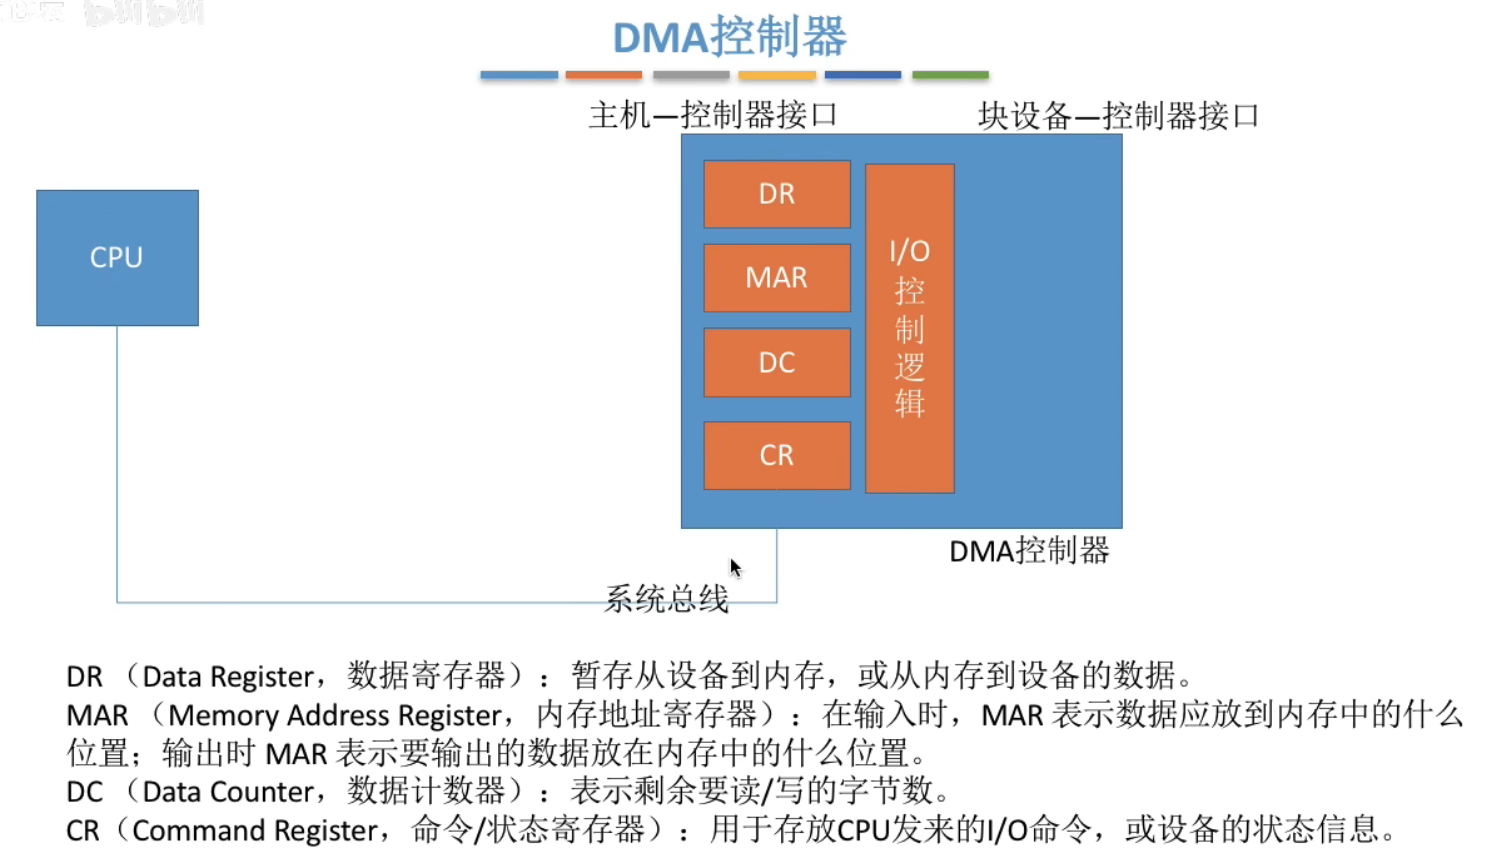 DMA控制器
主机—控制器接口
块设备—控制器接口
CPU
DR
MAR
DC
CR
I/O
控
制
逻
辑
DMA控制器
系统总线
DR （Data Register，数据寄存器）：暂存从设备到内存，或从内存到设备的数据。
MAR （Memory Address Register，内存地址寄存器）：在输入时，MAR 表示数据应放到内存中的什么
位置；输出时 MAR 表示要输出的数据放在内存中的什么位置。
DC （Data Counter，数据计数器）：表示剩余要读/写的字节数。
CR（Command Register，命令/状态寄存器）：用于存放CPU发来的I/O命令，或设备的状态信息。